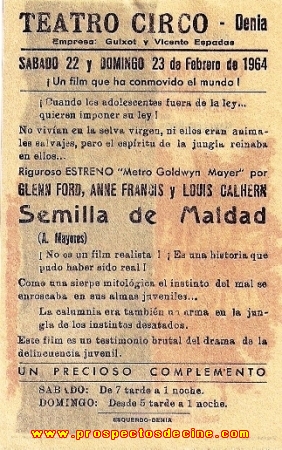 TEATRO CIRCO - Denia
Empresa: Guixot y Vicente Espadas
SABADO 22 y DOMINGO 23 de Febrero de 1964
¡Un film que ha conmovido el mundo!
¡Cuando los adolescentes fuera de la ley...
quieren imponer su ley!
No vivían en la selva virgen, ni ellos eran anima-
les salvajes, pero el espíritu de la jungla reinaba
en ellos...
Riguroso ESTRENO "Metro Goldwyn Mayer" por
GLENN FORD, ANNE FRANCIS y LOUIS CALHERN
Semilla de Maldad
(A. Mayores)
¡No es un film realista! ¡Es una historia que
pudo haber sido real!
Como una sierpe mitológica el instinto del mal se
enroscaba en sus almas juveniles...
La calumnia era también un arma en la jun-
gla de los instintos desatados.
Este film es un testimonio brutal del drama de la
delincuencia juvenil.
UN PRECIOSO COMPLEMENTO
SABADO: De 7 tarde a 1 noche.
DOMINGO: Desde 5 tarde a 1 noche.
ESQUERDO-DENIA
www.prospectosdecine.com